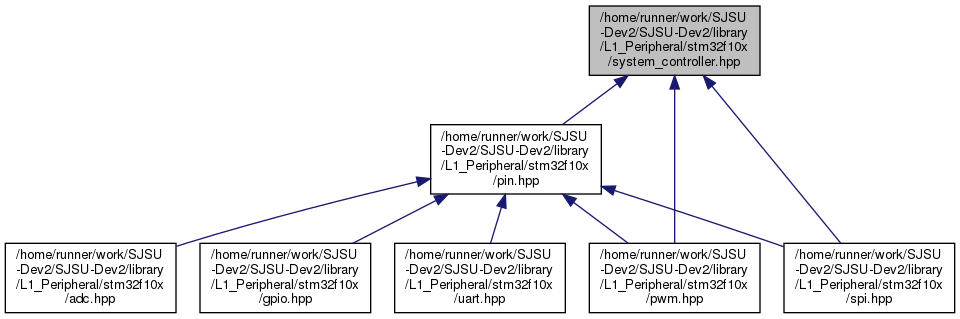 /home/runner/work/SJSU
-Dev2/SJSU-Dev2/library
/L1_Peripheral/stm32f10x
/system_controller.hpp
/home/runner/work/SJSU
-Dev2/SJSU-Dev2/library
/L1_Peripheral/stm32f10x
/pin.hpp
/home/runner/work/SJSU
-Dev2/SJSU-Dev2/library
/L1_Peripheral/stm32f10x
/adc.hpp
/home/runner/work/SJSU
-Dev2/SJSU-Dev2/library
/L1_Peripheral/stm32f10x
/gpio.hpp
/home/runner/work/SJSU
-Dev2/SJSU-Dev2/library
/L1_Peripheral/stm32f10x
/uart.hpp
/home/runner/work/SJSU
-Dev2/SJSU-Dev2/library
/L1_Peripheral/stm32f10x
/pwm.hpp
/home/runner/work/SJSU
-Dev2/SJSU-Dev2/library
/L1_Peripheral/stm32f10x
/spi.hpp